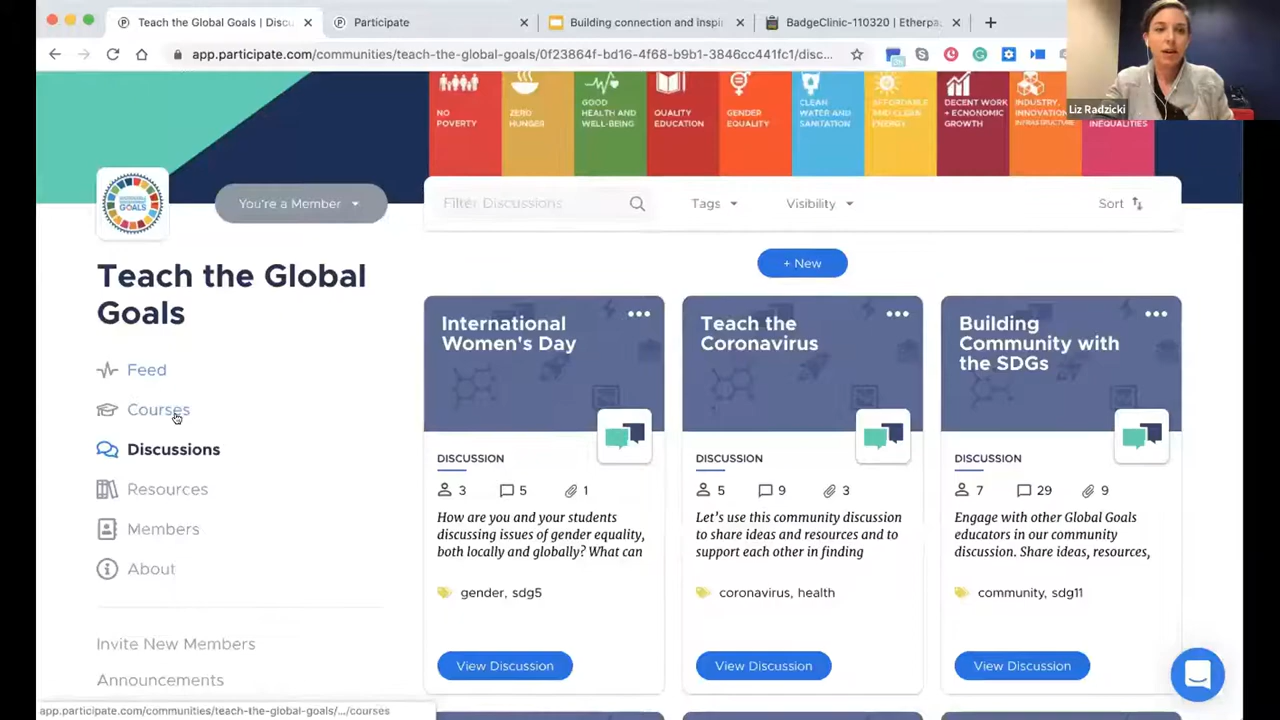 Teach the Global Goals | Discu
Participate
Building connection and inspi
BadgeClinic-110320 | Etherpa
app.participate.com/communities/teach-the-global-goals/0f23864f-bd16-4f68-b9b1-3846cc441fc1/disc...
Liz Radzicki
NO
POVERTY
ZERO
HUNGER
GOOD
HEALTH AND
WELL-BEING
QUALITY
EDUCATION
GENDER
EQUALITY
CLEAN
WATER AND
SANITATION
AFFORDABLE
AND CLEAN
ENERGY
DECENT WORK
+ ECNONOMIC
GROWTH
INDUSTRY,
INNOVATION
INFRASTRUCTURE
INEQUALITIES
GOALS
You're a Member
Filter Discussions
Tags
Visibility
Sort
+ New
Teach the Global
Goals
Feed
Courses
Discussions
Resources
Members
About
Invite New Members
Announcements
International
Women's Day
DISCUSSION
3 5 1
How are you and your students
discussing issues of gender equality,
both locally and globally? What can
gender, sdg5
View Discussion
Teach the
Coronavirus
DISCUSSION
5 9 3
Let's use this community discussion
to share ideas and resources and to
support each other in finding
coronavirus, health
View Discussion
Building
Community with
the SDGs
DISCUSSION
7 29 9
Engage with other Global Goals
educators in our community
discussion. Share ideas, resources,
community, sdg11
View Discussion
app.participate.com/communities/teach-the-global-goals/.../courses